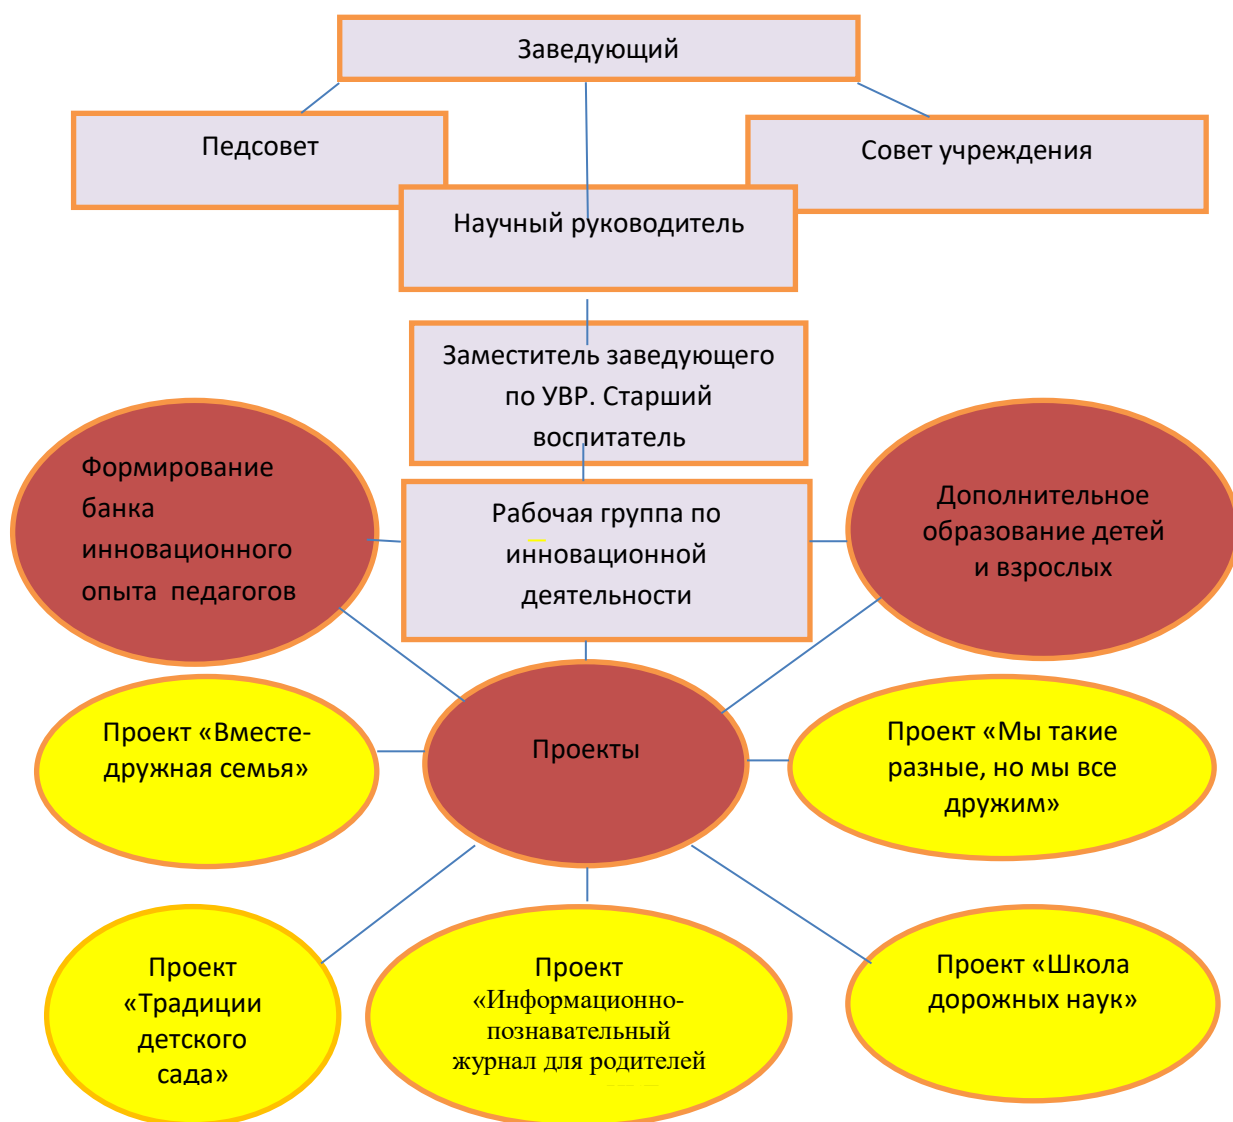 Заведующий
Педсовет
Совет учреждения
Научный руководитель
Заместитель заведующего
по УВР. Старший
воспитатель
Формирование
банка
инновационного
опыта педагогов
Рабочая группа по
инновационной
деятельности
Дополнительное
образование детей
и взрослых
Проект «Вместе-
дружная семья»
Проекты
Проект «Мы такие
разные, но мы все
дружим»
Проект
«Традиции
детского
сада»
Проект
«Информационно-
познавательный
журнал для родителей
Проект «Школа
дорожных наук»